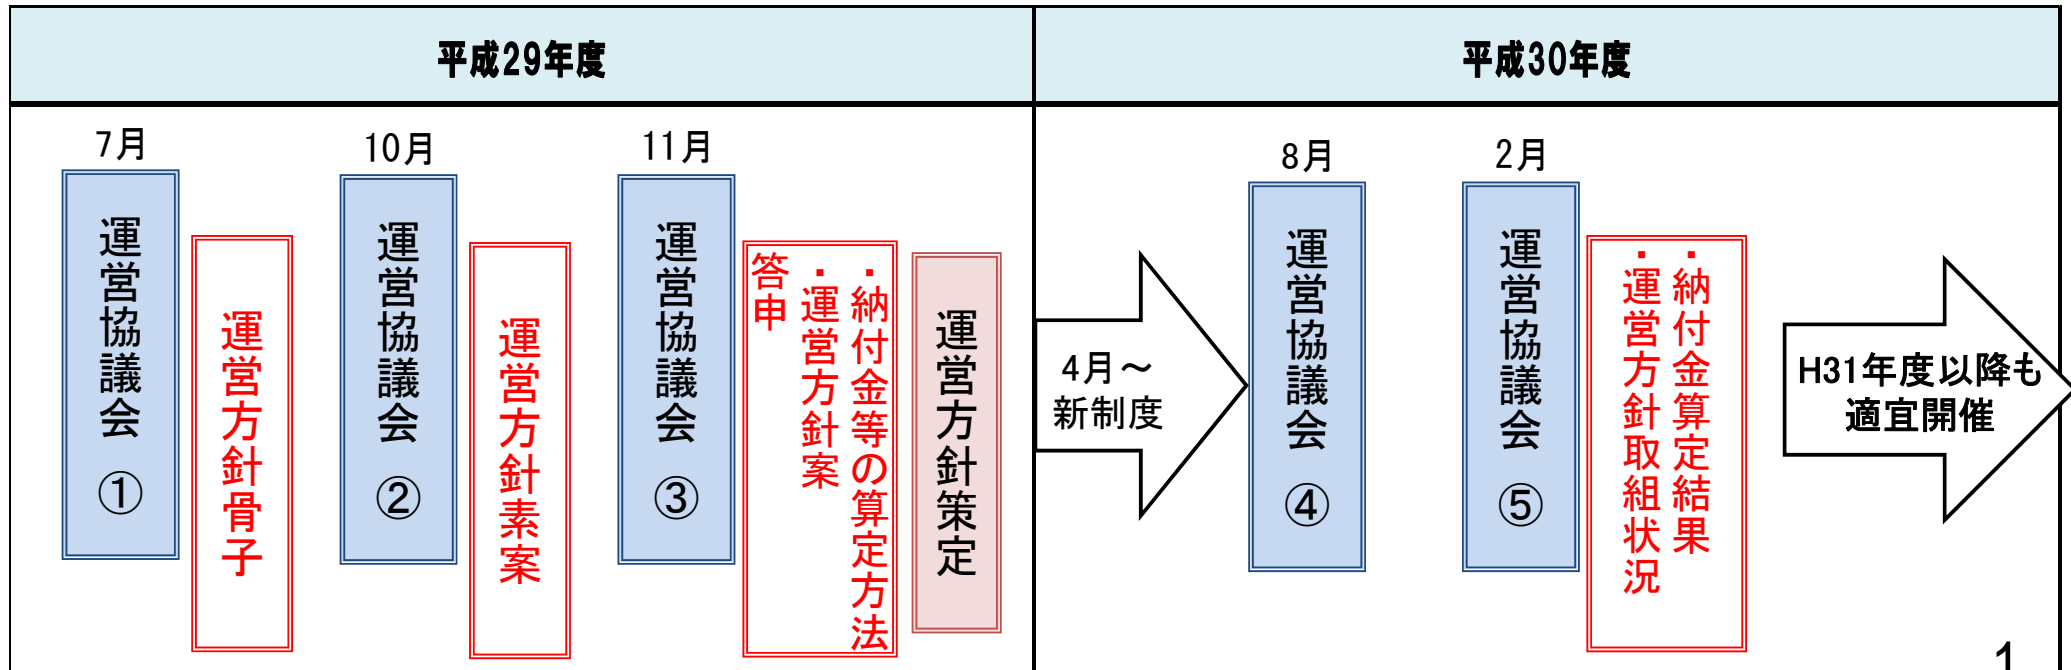 平成29年度
平成30年度
7月
運営協議会 ①
運営方針骨子
10月
運営協議会 ②
運営方針素案
11月
運営協議会 ③
・納付金等の算定方法
・運営方針案
答申
運営方針策定
4月～
新制度
8月
運営協議会 ④
2月
運営協議会 ⑤
・納付金算定結果
・運営方針取組状況
H31年度以降も
適宜開催
1